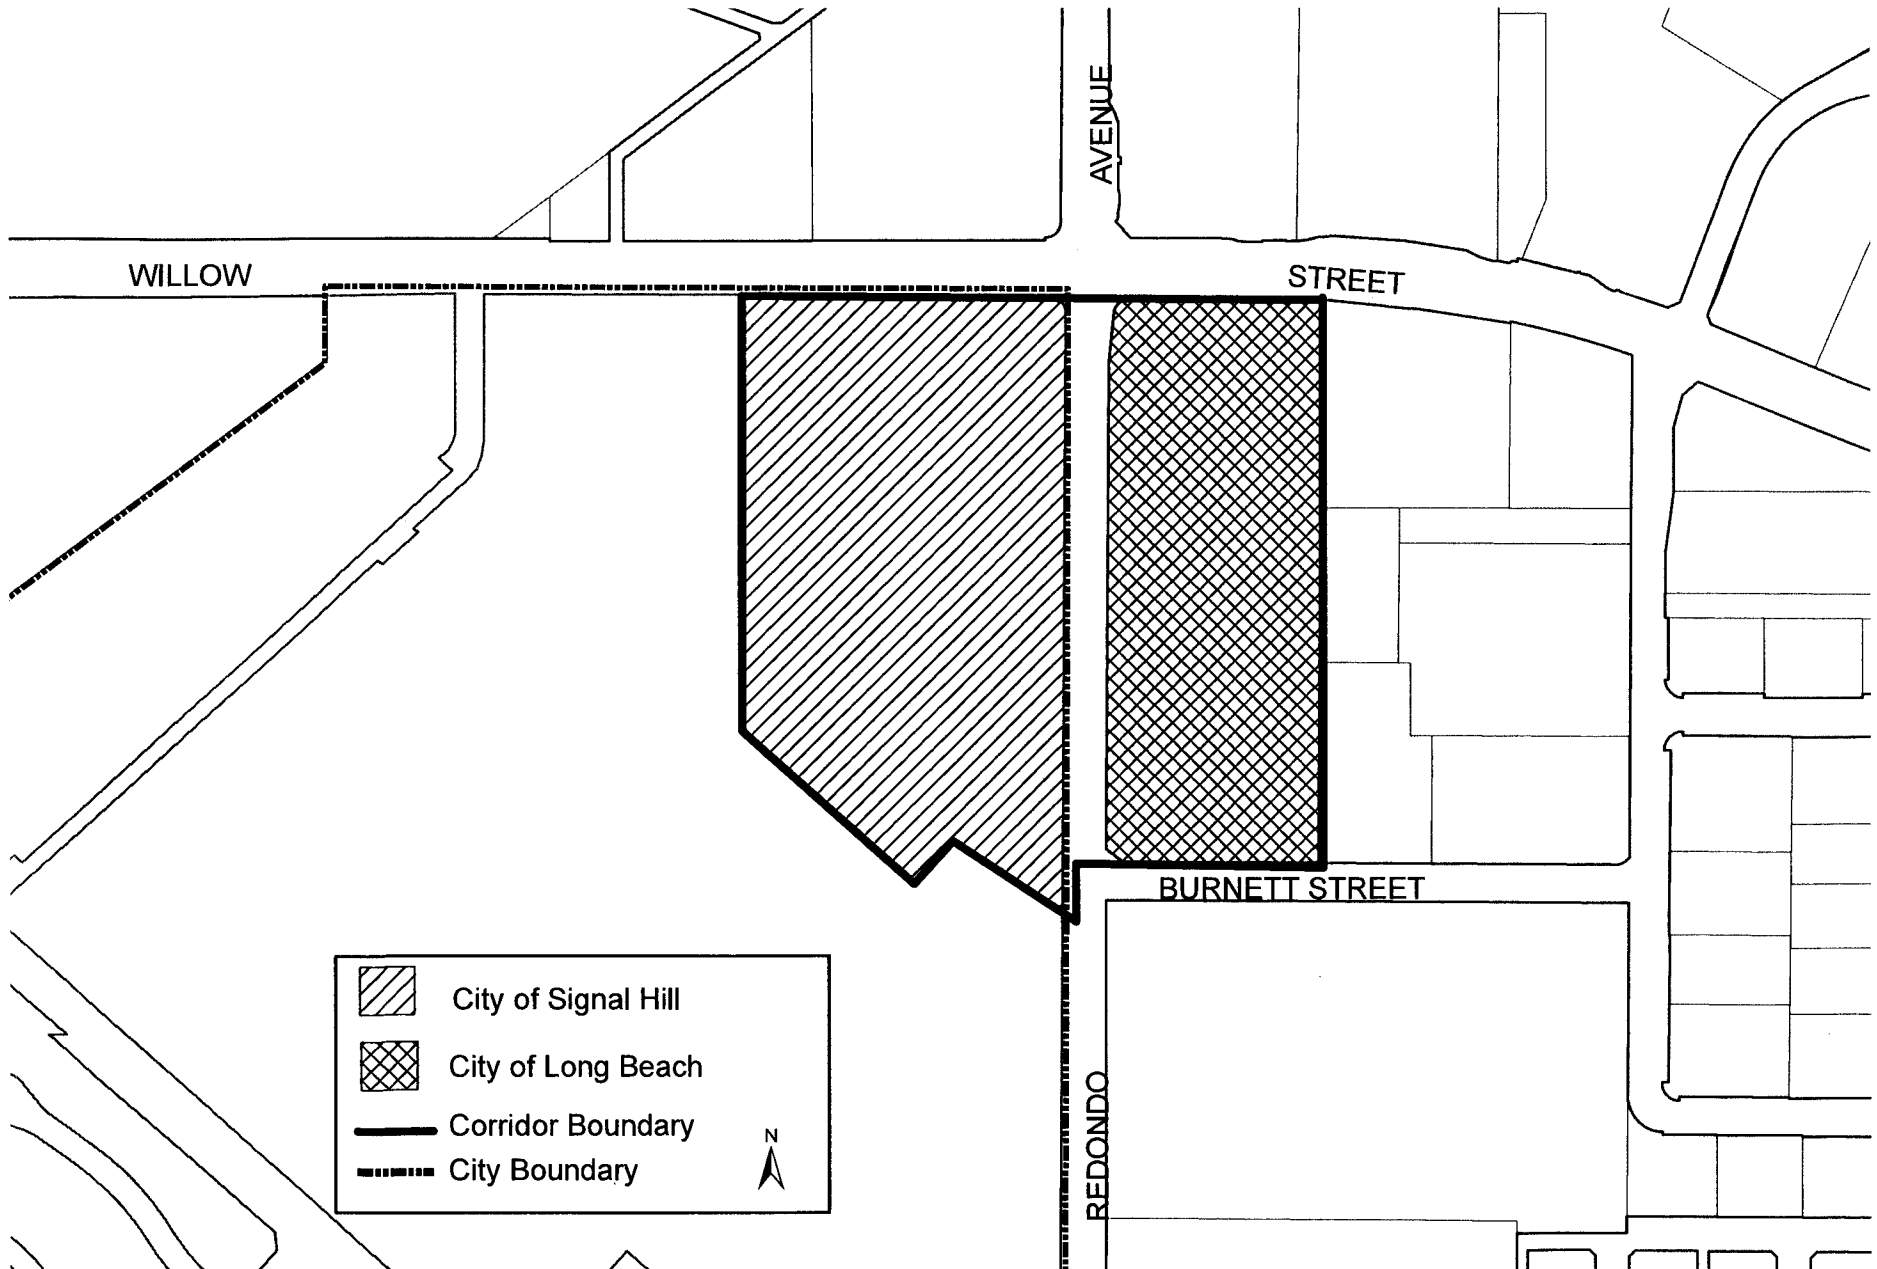 AVENUE
WILLOW
STREET
BURNETT STREET
City of Signal Hill
City of Long Beach
Corridor Boundary
City Boundary
N
REDONDO